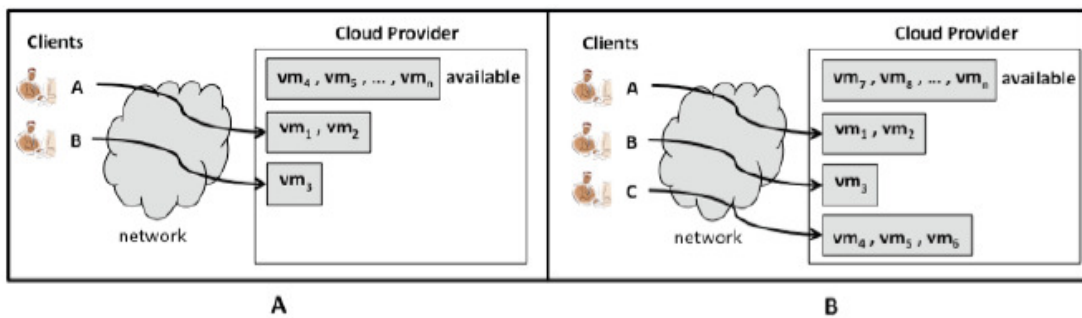 Cloud Provider
Clients
vm₄ , vm₅ , ... , vmₙ available
A
vm₁ , vm₂
B
vm₃
network
A
Cloud Provider
Clients
vm₇ , vm₈ , ... , vmₙ available
A
vm₁ , vm₂
B
vm₃
C
vm₄ , vm₅ , vm₆
network
B